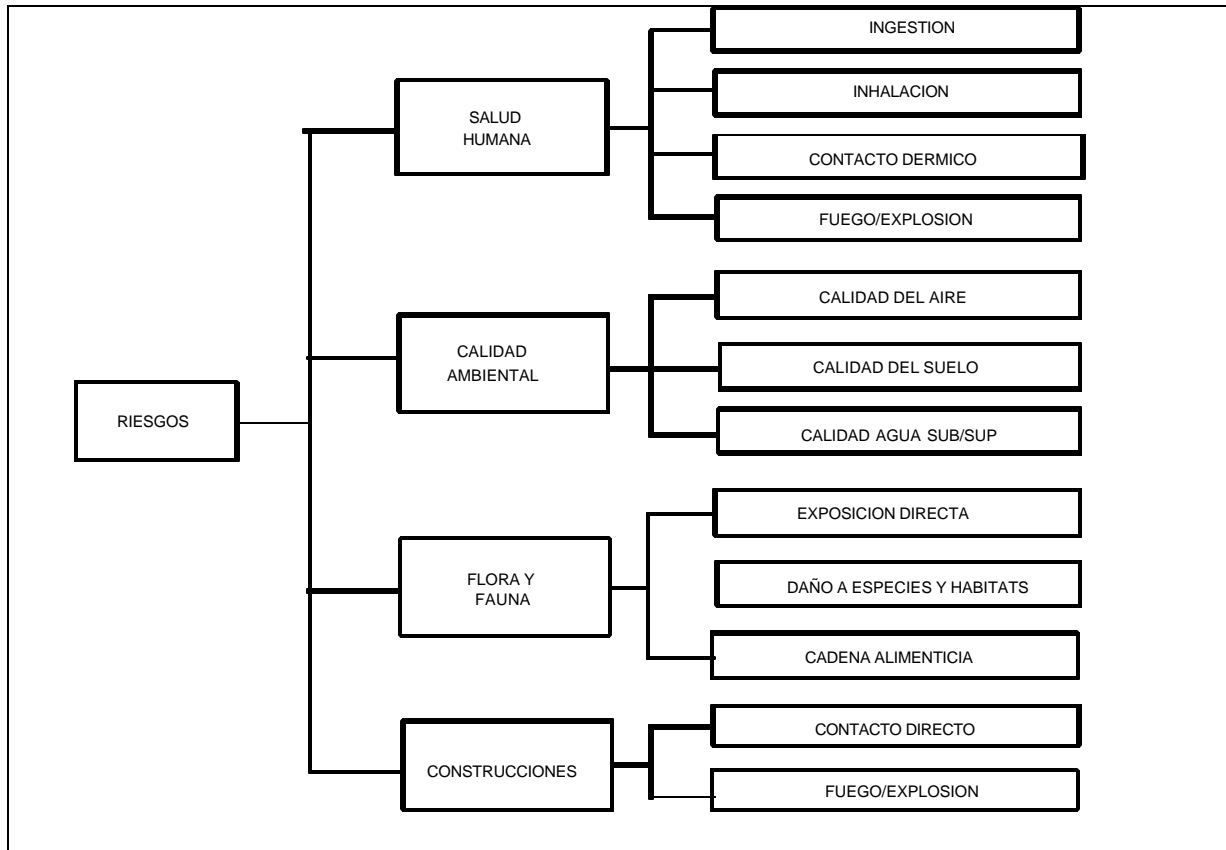 RIESGOS
SALUD
HUMANA
INGESTION
INHALACION
CONTACTO DERMICO
FUEGO/EXPLOSION
CALIDAD
AMBIENTAL
CALIDAD DEL AIRE
CALIDAD DEL SUELO
CALIDAD AGUA SUB/SUP
FLORA Y
FAUNA
EXPOSICION DIRECTA
DAÑO A ESPECIES Y HABITATS
CADENA ALIMENTICIA
CONSTRUCCIONES
CONTACTO DIRECTO
FUEGO/EXPLOSION